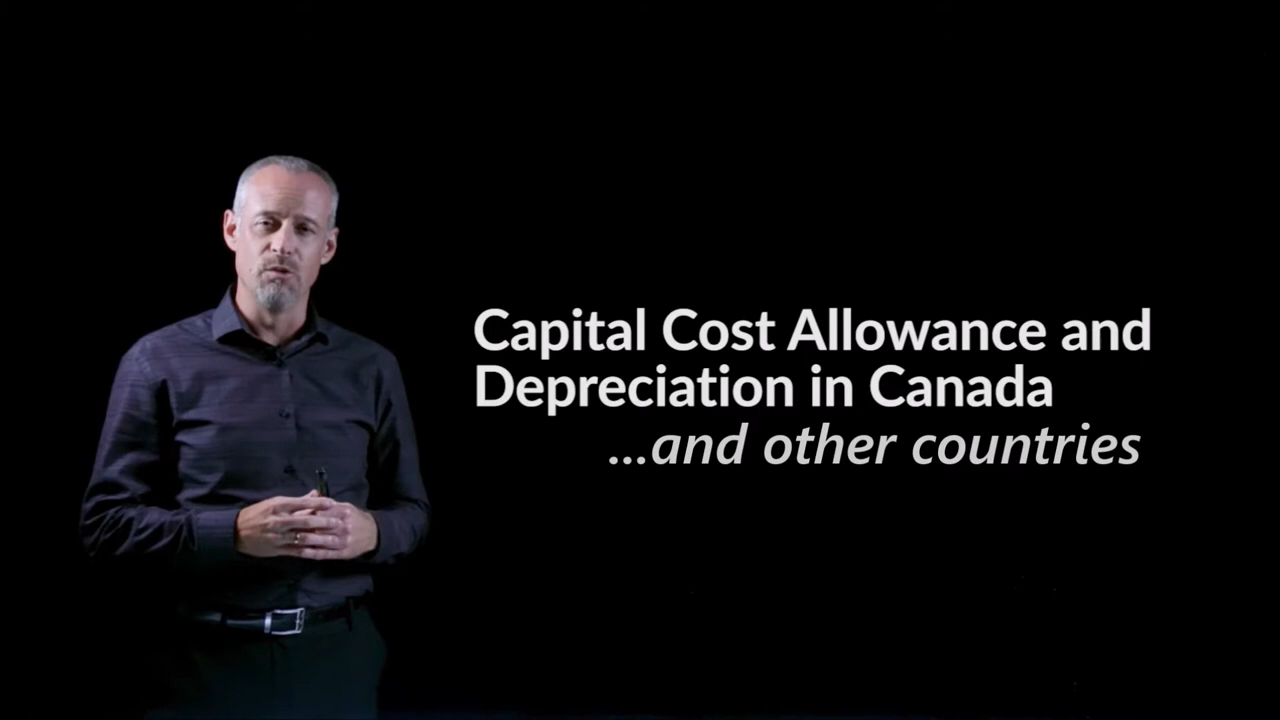 Capital Cost Allowance and
Depreciation in Canada
...and other countries